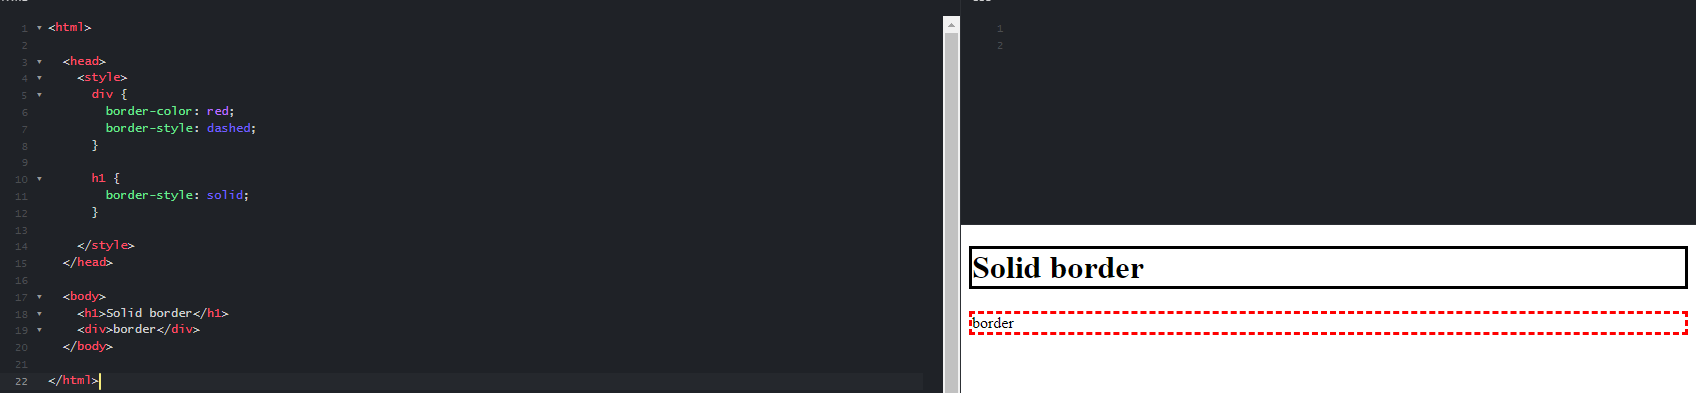 1 <html>
2
3 <head>
4 <style>
5 div {
6 border-color: red;
7 border-style: dashed;
8 }
9
10 h1 {
11 border-style: solid;
12 }
13
14 </style>
15 </head>
16
17 <body>
18 <h1>Solid border</h1>
19 <div>border</div>
20 </body>
21
22 </html>
1
2
Solid border
border